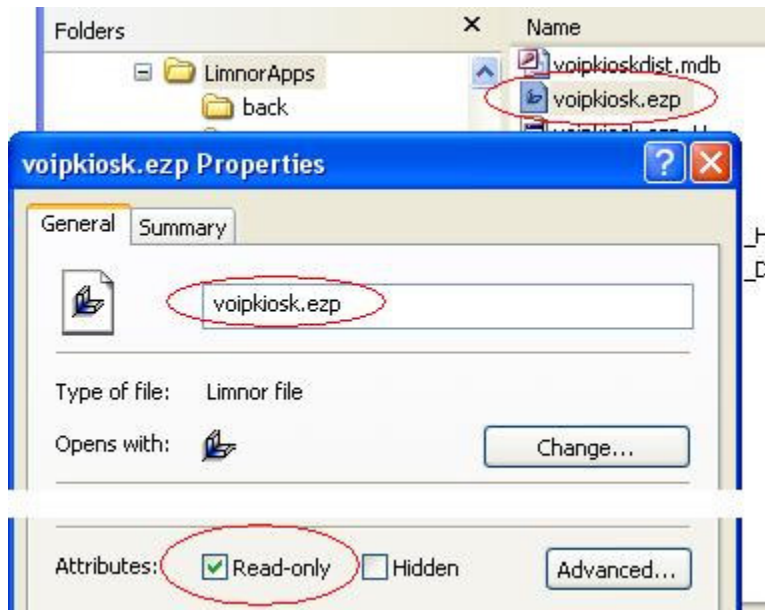 Folders
Name
LimnorApps
voipkioskdist.mdb
back
voipkiosk.ezp
voipkiosk.ezp Properties
General
Summary
voipkiosk.ezp
Type of file:
Limnor file
Opens with:
Change...
Attributes:
Read-only
Hidden
Advanced...